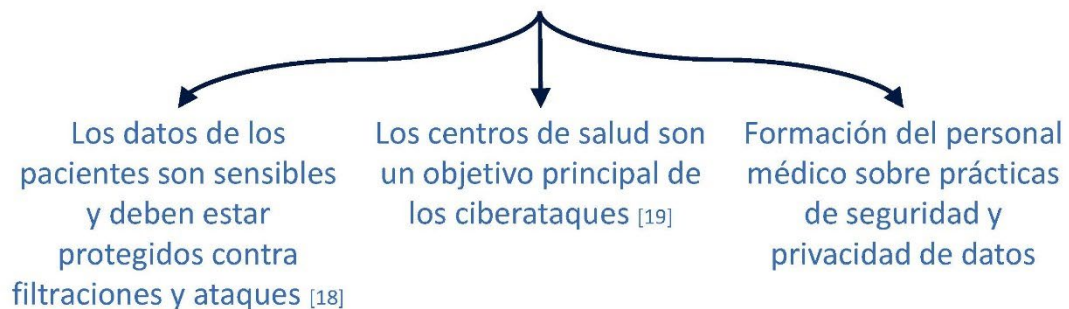 Los datos de los
pacientes son sensibles
y deben estar
protegidos contra
filtraciones y ataques [18]
Los centros de salud son
un objetivo principal de
los ciberataques [19]
Formación del personal
médico sobre prácticas
de seguridad y
privacidad de datos